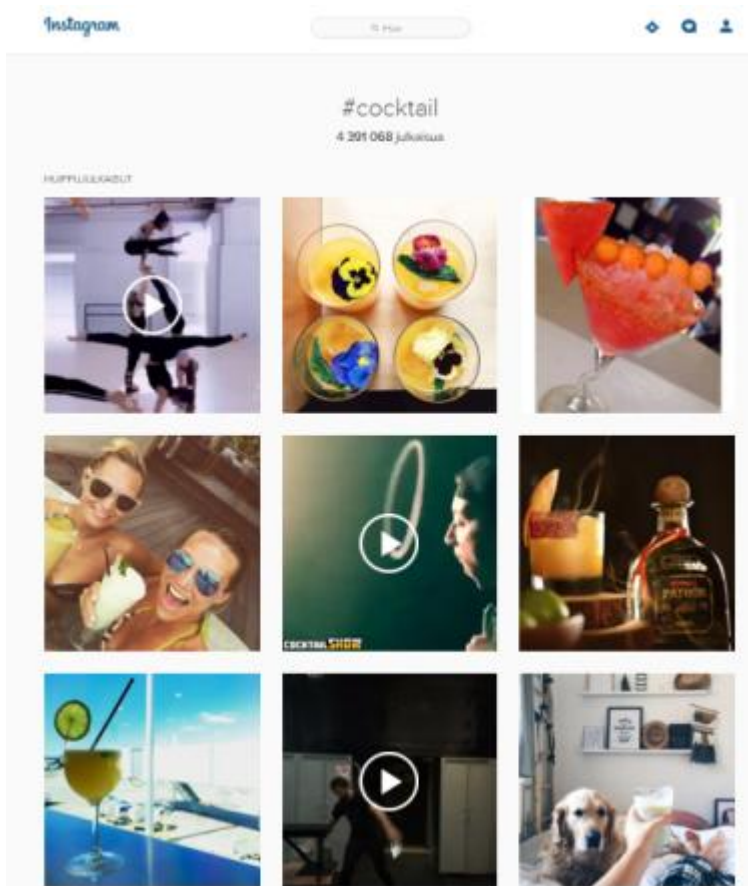 Instagram
Hae
#cocktail
4 391 068 julkaisua
HUIPPUJULKAISUT
COCKTAIL SHOW
PATRÓN